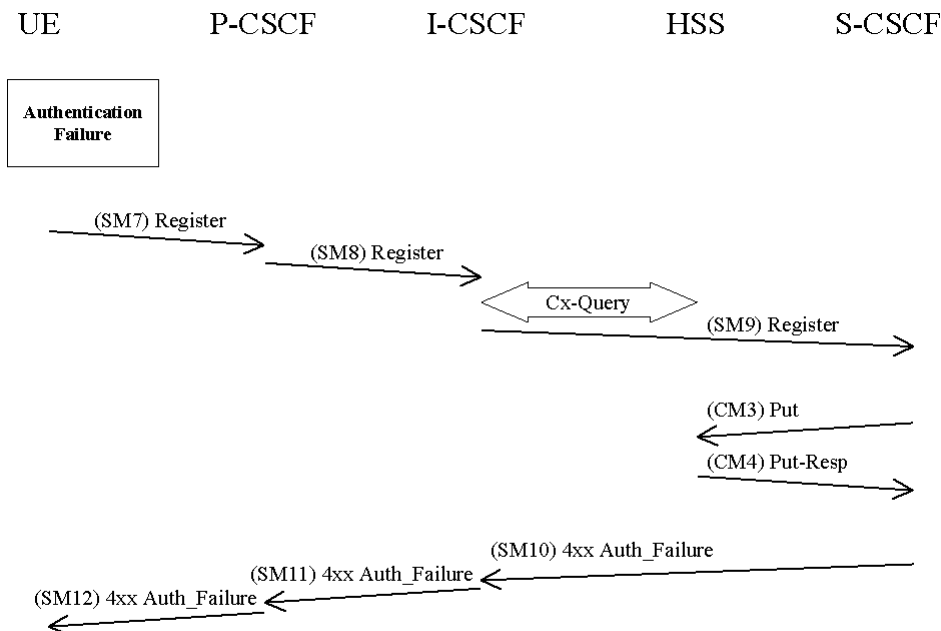 UE P-CSCF I-CSCF HSS S-CSCF
Authentication
Failure
(SM7) Register
(SM8) Register
Cx-Query
(SM9) Register
(CM3) Put
(CM4) Put-Resp
(SM10) 4xx Auth_Failure
(SM11) 4xx Auth_Failure
(SM12) 4xx Auth_Failure